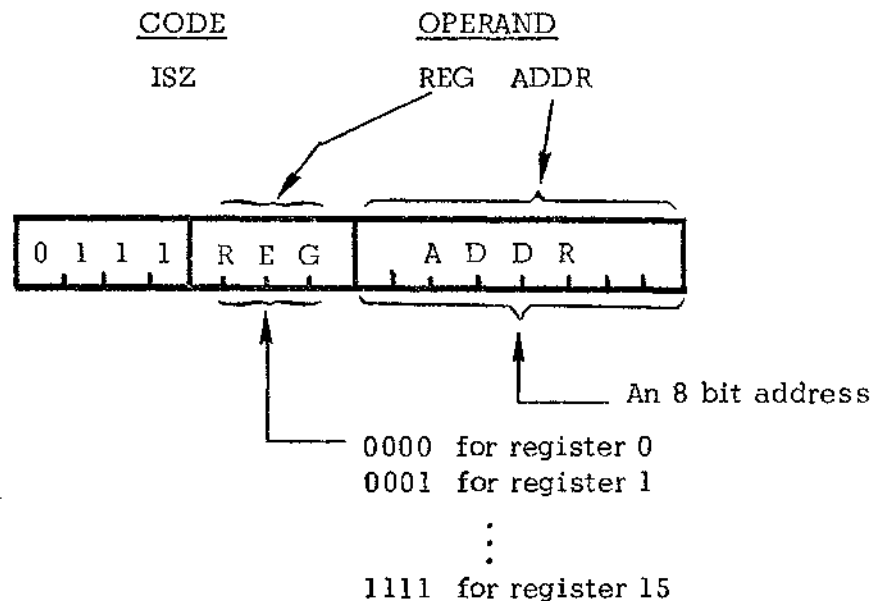 CODE OPERAND
ISZ REG ADDR
0 1 1 1 R E G A D D R
An 8 bit address
0000 for register 0
0001 for register 1
1111 for register 15